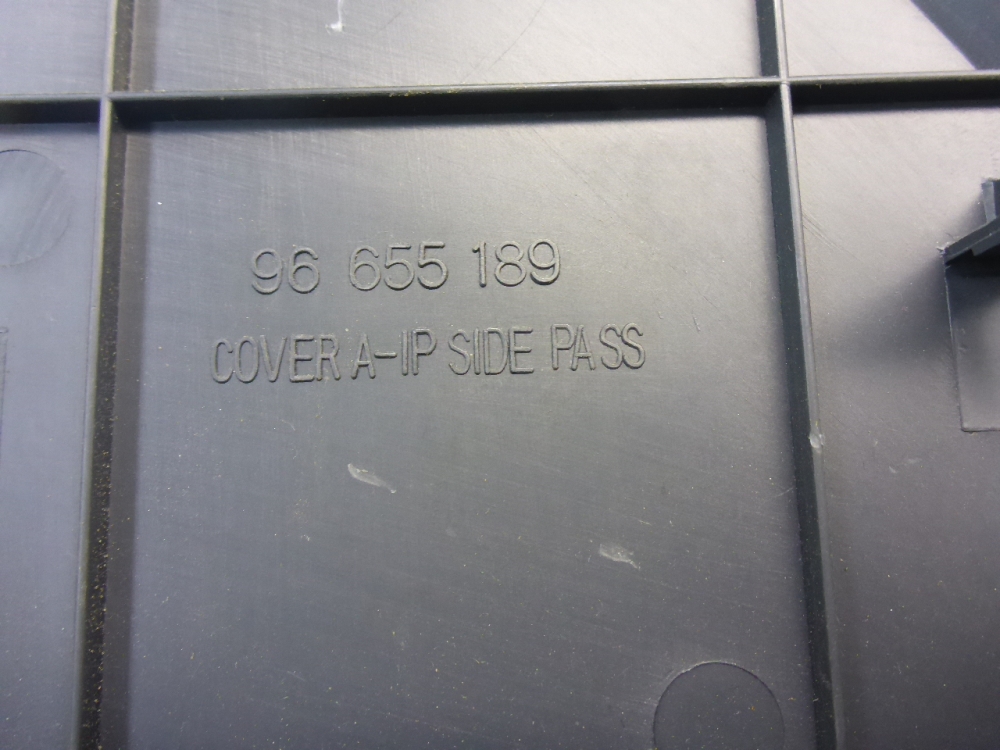 96 655 189
COVER A-IP SIDE PASS